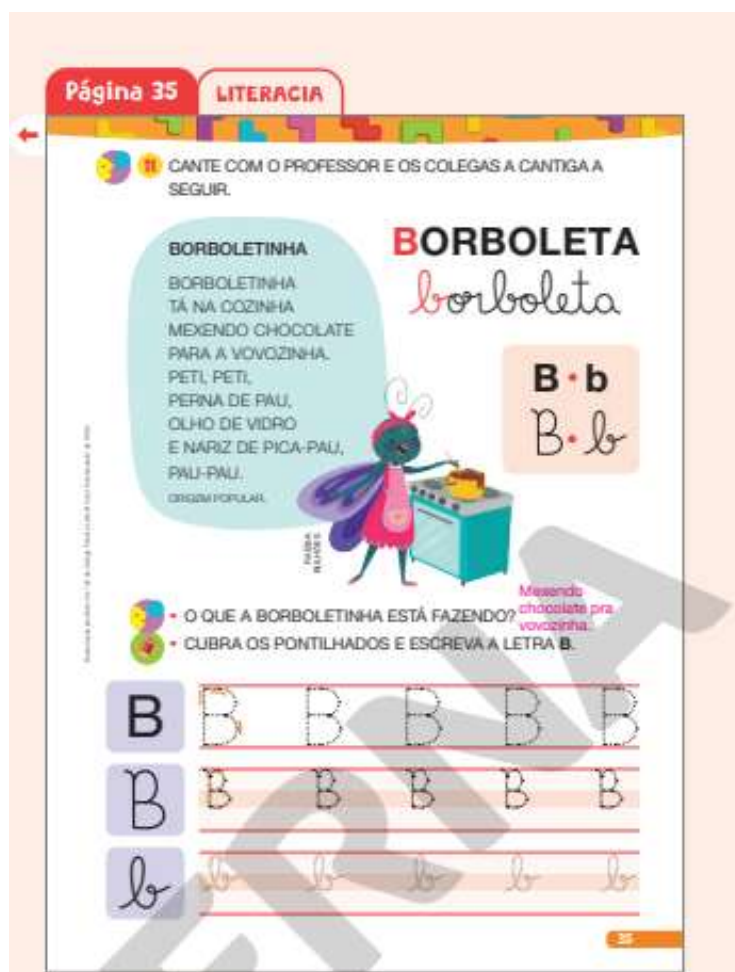 Página 35
LITERACIA
11 CANTE COM O PROFESSOR E OS COLEGAS A CANTIGA A
SEGUIR.
BORBOLETINHA
BORBOLETINHA
TÁ NA COZINHA
MEXENDO CHOCOLATE
PARA A VOVOZINHA.
PETI, PETI,
PERNA DE PAU,
OLHO DE VIDRO
E NARIZ DE PICA-PAU,
PAU-PAU.
ORIGEM POPULAR.
BORBOLETA
borboleta
B • b
B • b
• O QUE A BORBOLETINHA ESTÁ FAZENDO?
Mexendo
chocolate pra
vovozinha.
• CUBRA OS PONTILHADOS E ESCREVA A LETRA B.
B B B B B B
B B B B B B
b b b b b b
35
ERNA